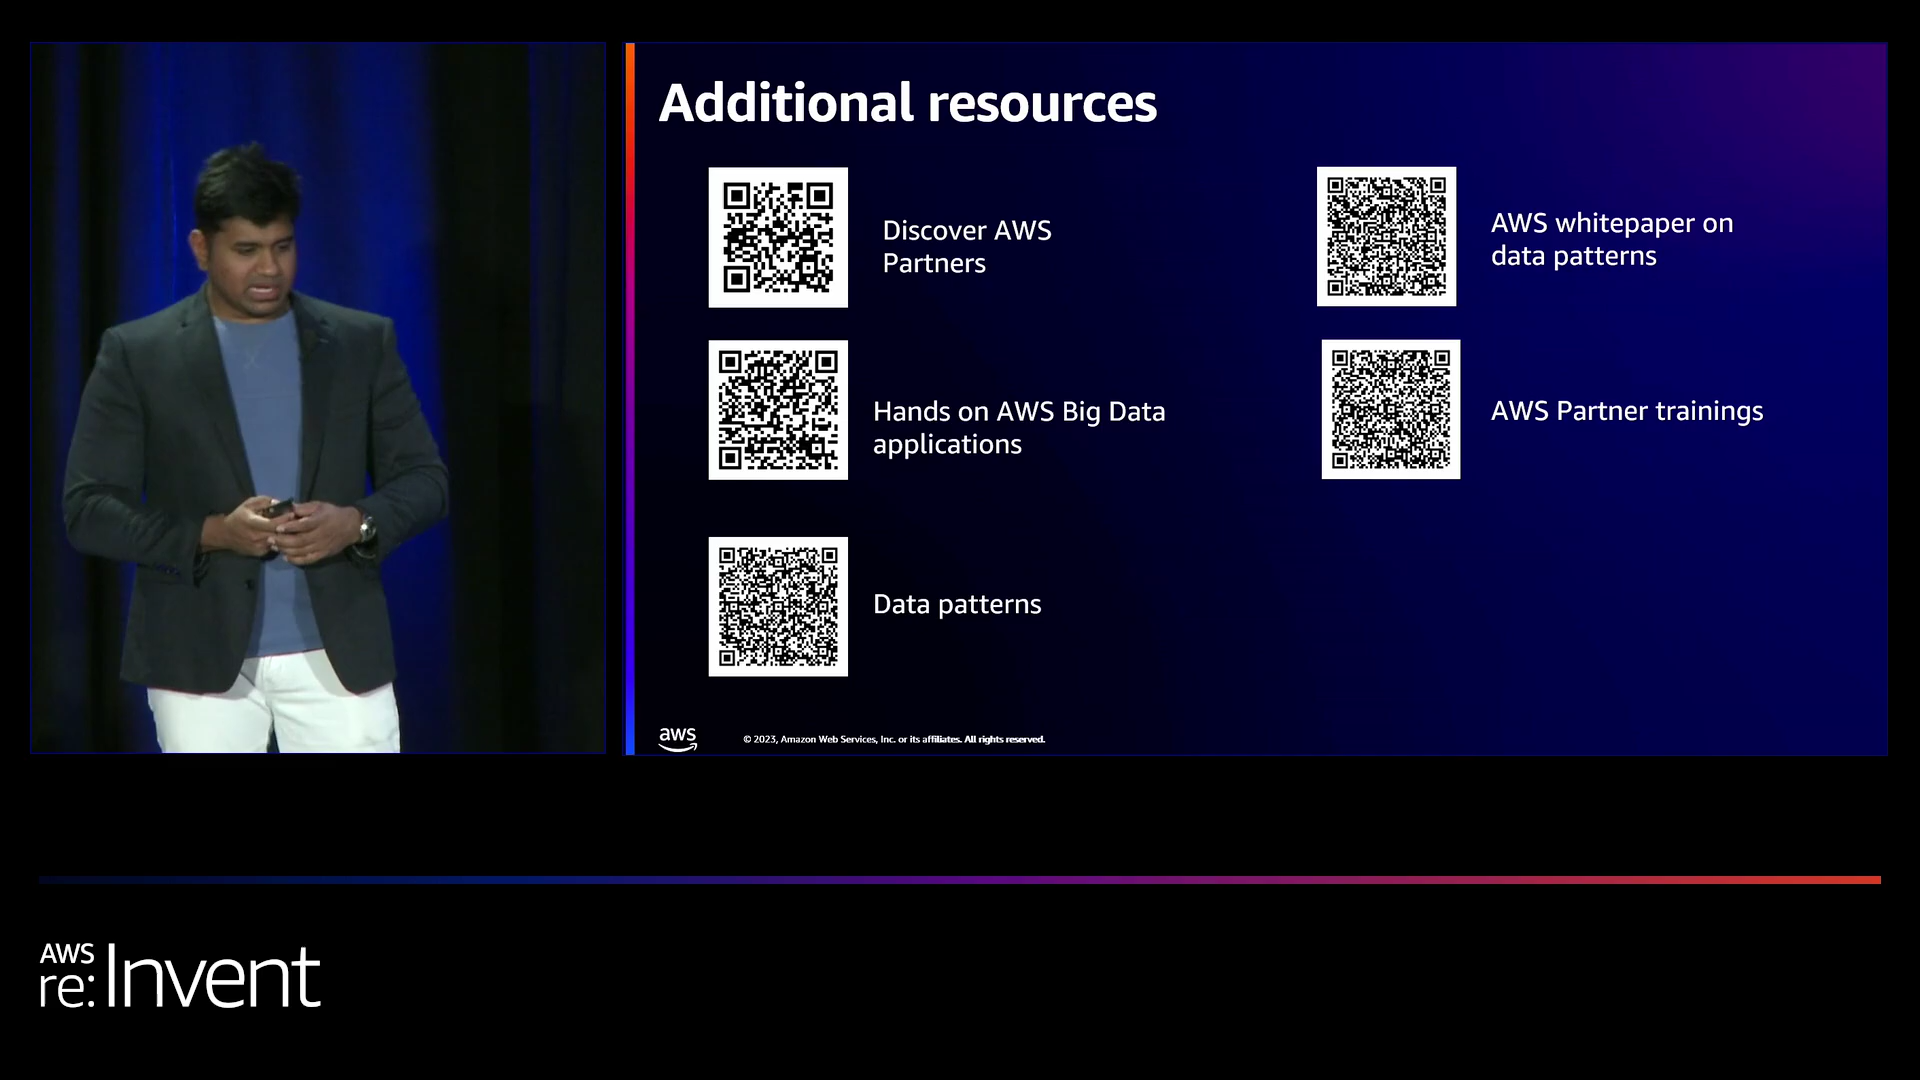 Additional resources
Discover AWS
Partners
AWS whitepaper on
data patterns
Hands on AWS Big Data
applications
AWS Partner trainings
Data patterns
aws
© 2023, Amazon Web Services, Inc. or its affiliates. All rights reserved.
AWS
re:Invent